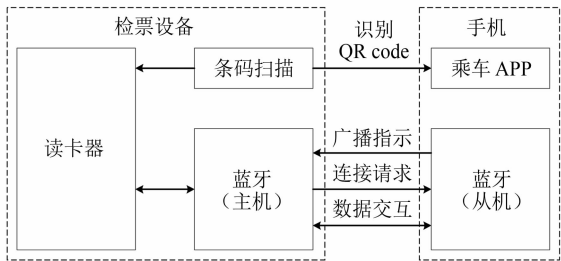 检票设备
识别
QR code
手机
条码扫描
乘车 APP
读卡器
广播指示
蓝牙
（主机）
连接请求
蓝牙
（从机）
数据交互